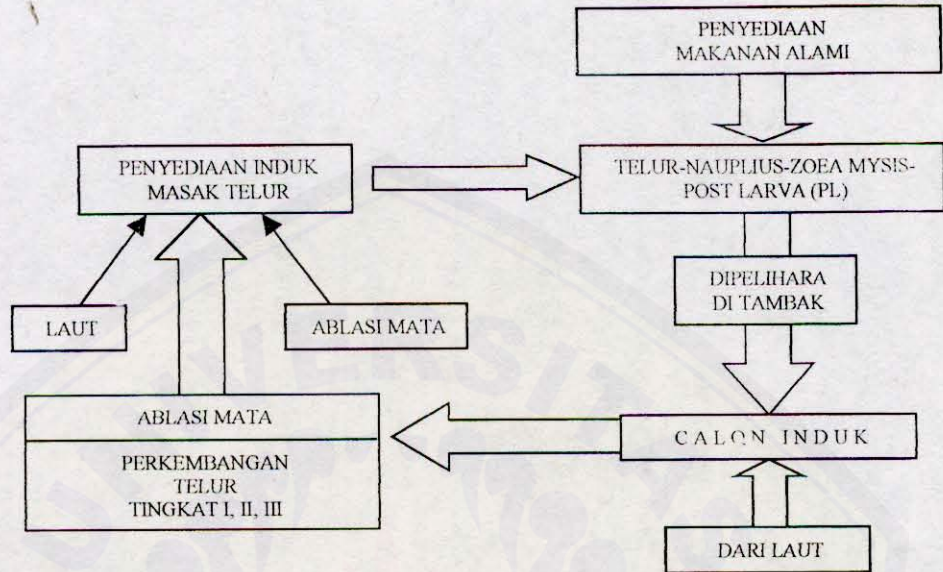 PENYEDIAAN
MAKANAN ALAMI
PENYEDIAAN INDUK
MASAK TELUR
TELUR-NAUPLIUS-ZOEA MYSIS-
POST LARVA (PL)
DIPELIHARA
DI TAMBAK
LAUT
ABLASI MATA
ABLASI MATA
PERKEMBANGAN
TELUR
TINGKAT I, II, III
CALON INDUK
DARI LAUT
UNIVERSITA